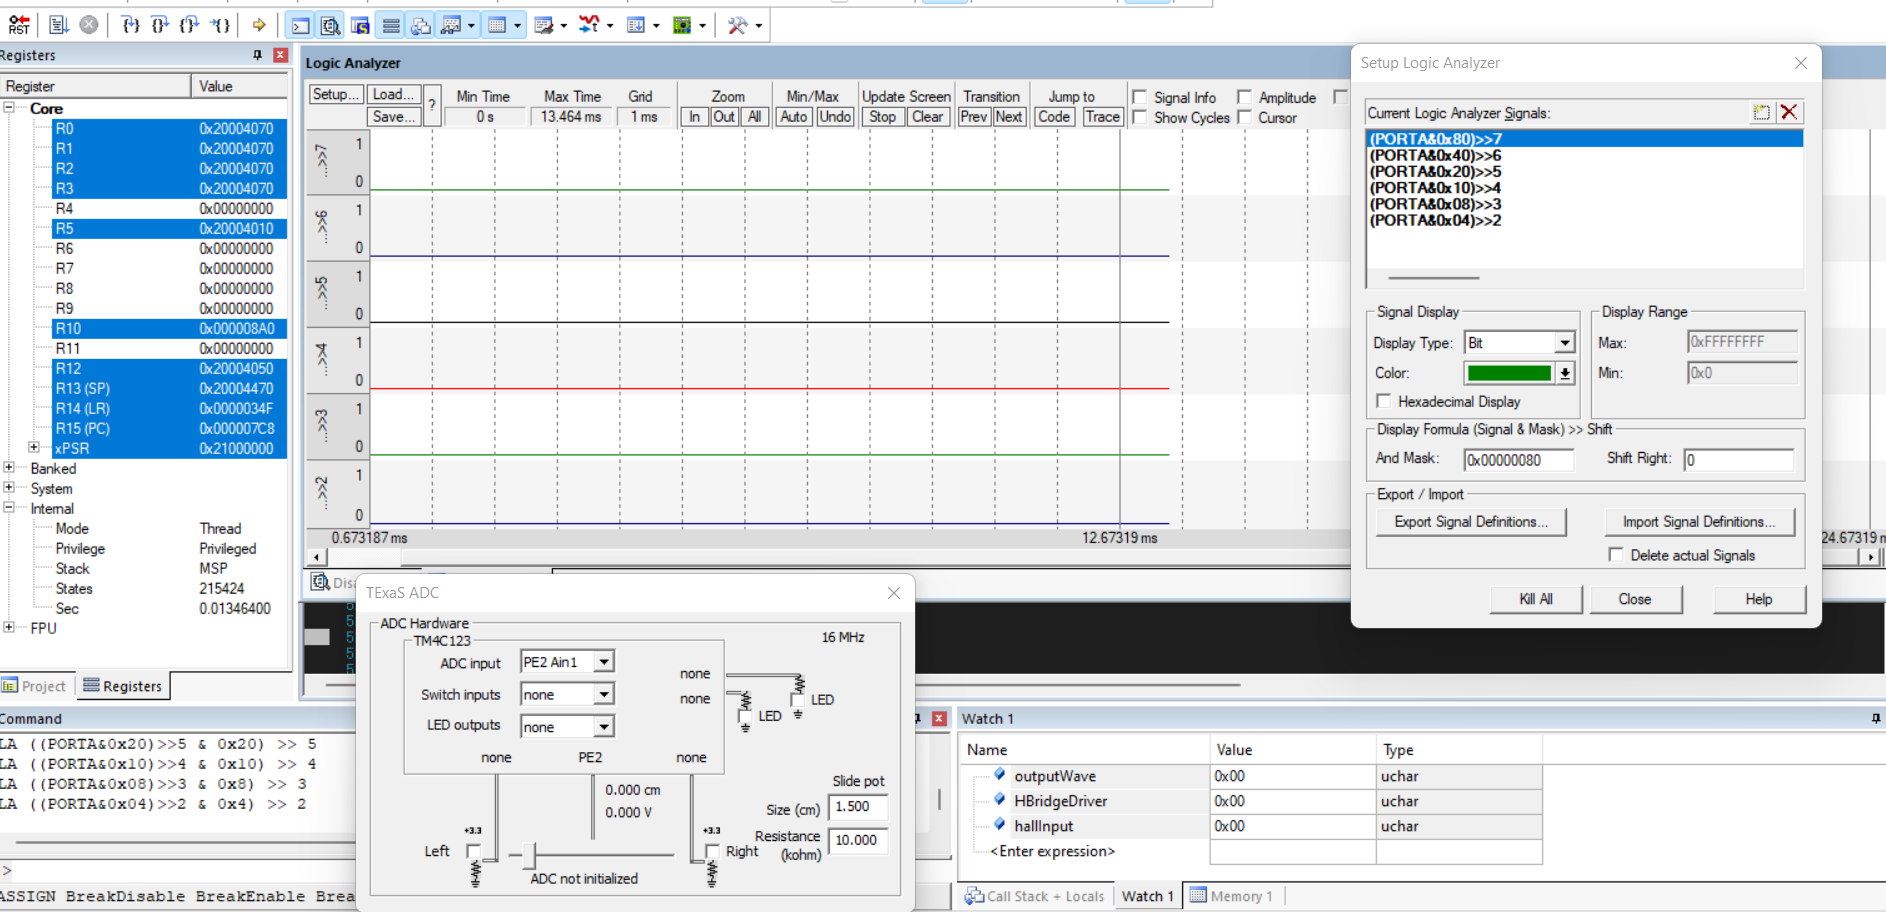 RST
Registers
Register Value
Core
R0 0x20004070
R1 0x20004070
R2 0x20004070
R3 0x20004070
R4 0x00000000
R5 0x20004010
R6 0x00000000
R7 0x00000000
R8 0x00000000
R9 0x00000000
R10 0x000008A0
R11 0x00000000
R12 0x20004050
R13 (SP) 0x20004470
R14 (LR) 0x0000034F
R15 (PC) 0x000007C8
xPSR 0x21000000
Banked
System
Internal
Mode Thread
Privilege Privileged
Stack MSP
States 215424
Sec 0.01346400
FPU
Project Registers
Logic Analyzer
Setup... Load... Save... ?
Min Time Max Time Grid
0 s 13.464 ms 1 ms
Zoom
In Out All
Min/Max
Auto Undo
Update Screen
Stop Clear
Transition
Prev Next
Jump to
Code Trace
Signal Info Amplitude
Show Cycles Cursor
...>>7 1 0
...>>6 1 0
...>>5 1 0
...>>4 1 0
...>>3 1 0
...>>2 1 0
0.673187 ms 12.67319 ms 24.67319 m
Disa
Setup Logic Analyzer
Current Logic Analyzer Signals:
(PORTA&0x80)>>7
(PORTA&0x40)>>6
(PORTA&0x20)>>5
(PORTA&0x10)>>4
(PORTA&0x08)>>3
(PORTA&0x04)>>2
Signal Display
Display Type: Bit
Color:
Hexadecimal Display
Display Range
Max: 0xFFFFFFFF
Min: 0x0
Display Formula (Signal & Mask) >> Shift
And Mask: 0x00000080 Shift Right: 0
Export / Import
Export Signal Definitions... Import Signal Definitions...
Delete actual Signals
Kill All Close Help
TExaS ADC
ADC Hardware
TM4C123
16 MHz
ADC input PE2 Ain1
Switch inputs none
LED outputs none
none
none
LED
LED
none PE2 none
0.000 cm
0.000 V
Slide pot
Size (cm) 1.500
Resistance (kohm) 10.000
+3.3 +3.3
Left Right
ADC not initialized
Command
LA ((PORTA&0x20)>>5 & 0x20) >> 5
LA ((PORTA&0x10)>>4 & 0x10) >> 4
LA ((PORTA&0x08)>>3 & 0x8) >> 3
LA ((PORTA&0x04)>>2 & 0x4) >> 2
>
ASSIGN BreakDisable BreakEnable Brea
Watch 1
Name Value Type
outputWave 0x00 uchar
HBridgeDriver 0x00 uchar
hallInput 0x00 uchar
<Enter expression>
Call Stack + Locals Watch 1 Memory 1